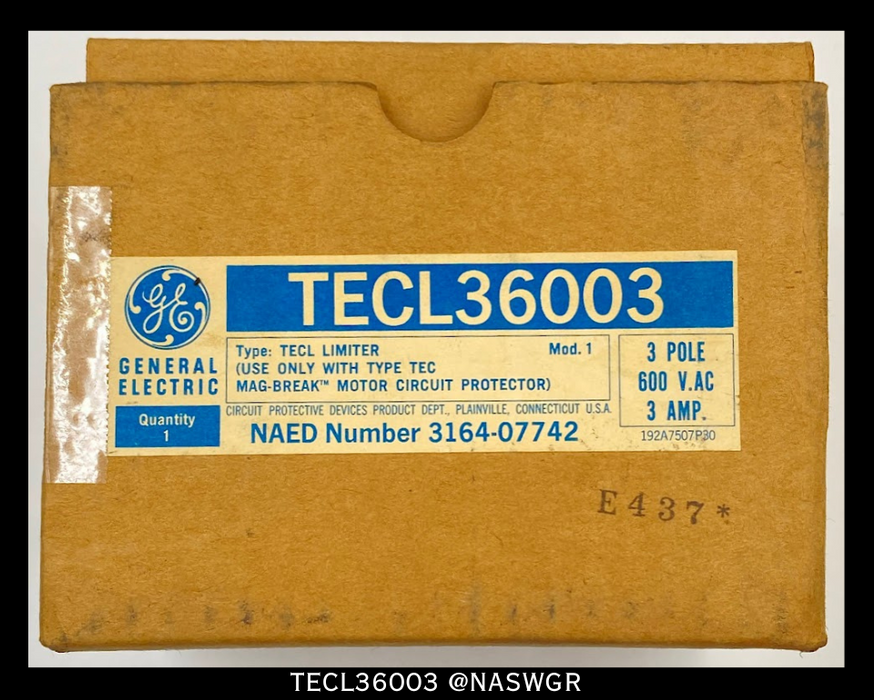 TECL36003
GE
GENERAL
ELECTRIC
Type: TECL LIMITER Mod. 1
(USE ONLY WITH TYPE TEC
MAG-BREAK™ MOTOR CIRCUIT PROTECTOR)
3 POLE
600 V.AC
3 AMP.
Quantity
1
CIRCUIT PROTECTIVE DEVICES PRODUCT DEPT., PLAINVILLE, CONNECTICUT U.S.A.
NAED Number 3164-07742
192A7507P30
E437*
TECL36003 @NASWGR